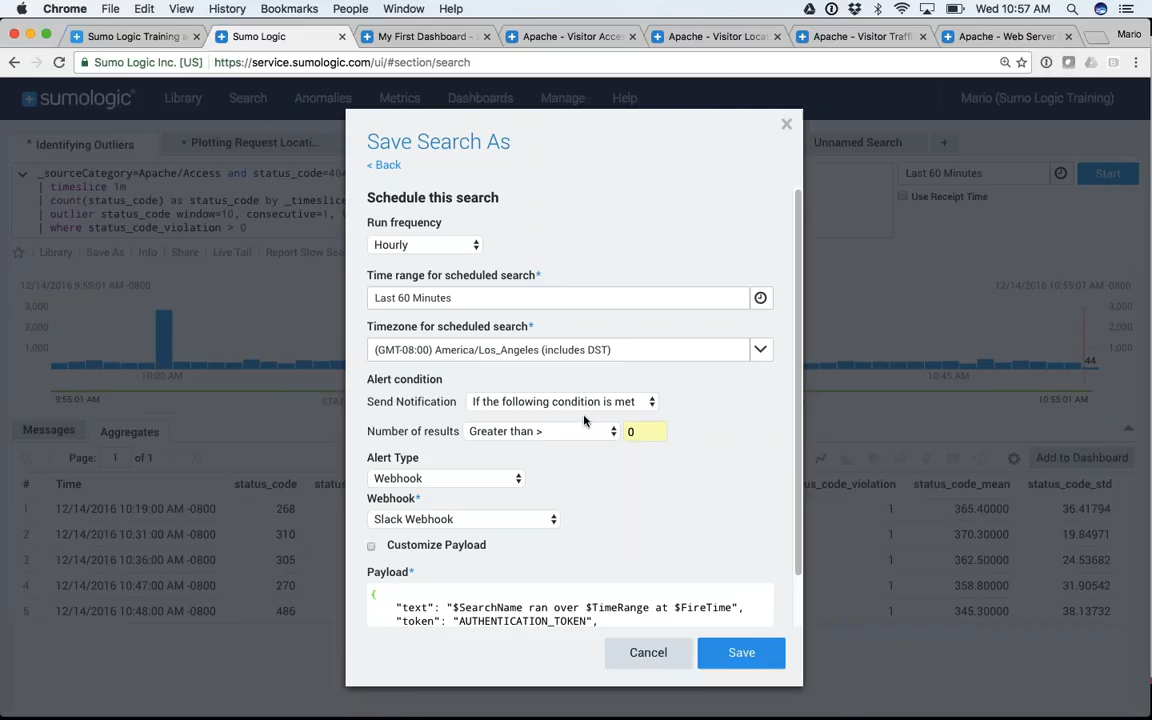 Chrome File Edit View History Bookmarks People Window Help Wed 10:57 AM
Sumo Logic Training a Sumo Logic My First Dashboard - S Apache - Visitor Acce Apache - Visitor Locat Apache - Visitor Traffi Apache - Web Server Mario
Sumo Logic Inc. [US] https://service.sumologic.com/ui/#section/search
sumologic Library Search Anomalies Metrics Dashboards Manage Help Mario (Sumo Logic Training)
* Identifying Outliers * Plotting Request Locati... Unnamed Search +
_sourceCategory=Apache/Access and status_code=404
| timeslice 1m
| count(status_code) as status_code by _timeslice
| outlier status_code window=10, consecutive=1, t
| where status_code_violation > 0
Last 60 Minutes Start
Use Receipt Time
Library Save As Info Share Live Tail Report Slow Sea
12/14/2016 9:55:01 AM -0800 12/14/2016 10:55:01 AM -0800
3,000 3,000
2,000 2,000
1,000 1,000
44
10:00 AM 10:45 AM
9:55:01 AM 10:55:01 AM
Messages Aggregates
Page: 1 of 1 Add to Dashboard
# Time status_code status_code_violation status_code_mean status_code_std
1 12/14/2016 10:19:00 AM -0800 268 1 365.40000 36.41794
2 12/14/2016 10:31:00 AM -0800 310 1 370.30000 19.84971
3 12/14/2016 10:36:00 AM -0800 305 1 362.50000 24.53682
4 12/14/2016 10:47:00 AM -0800 270 1 358.80000 31.90542
5 12/14/2016 10:48:00 AM -0800 486 1 345.30000 38.13732
Save Search As
< Back
Schedule this search
Run frequency
Hourly
Time range for scheduled search*
Last 60 Minutes
Timezone for scheduled search*
(GMT-08:00) America/Los_Angeles (includes DST)
Alert condition
Send Notification If the following condition is met
Number of results Greater than > 0
Alert Type
Webhook
Webhook*
Slack Webhook
Customize Payload
Payload*
{
"text": "$SearchName ran over $TimeRange at $FireTime",
"token": "AUTHENTICATION_TOKEN",
Cancel Save